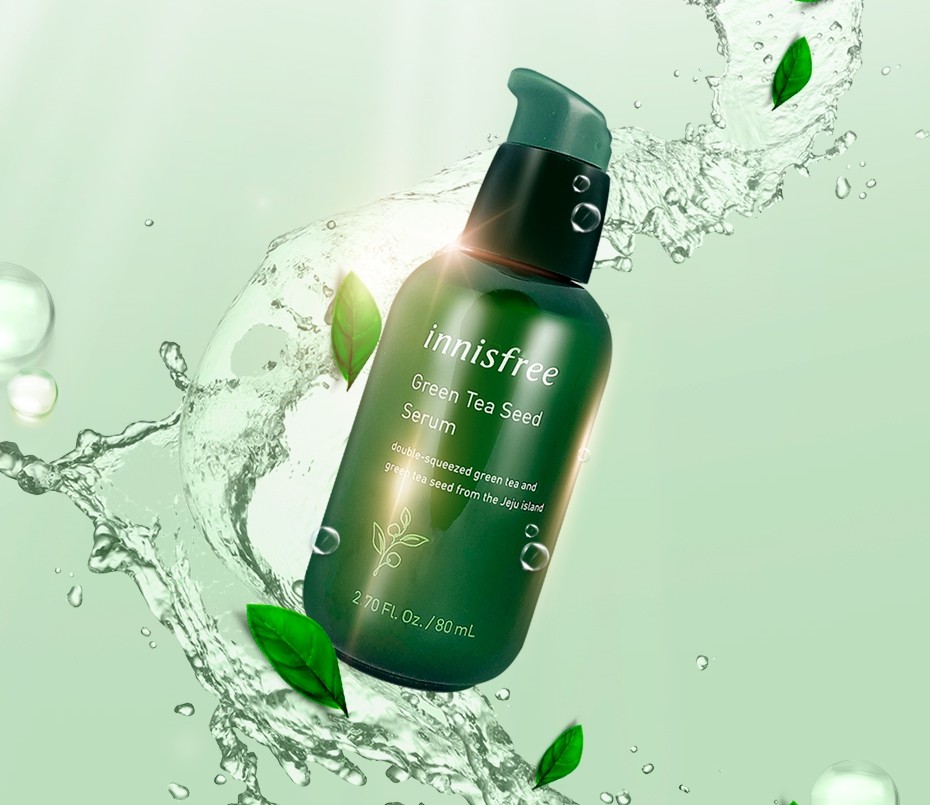 innisfree
Green Tea Seed
Serum
double-squeezed green tea and
green tea seed from the Jeju island
2.70 Fl. Oz. / 80 mL